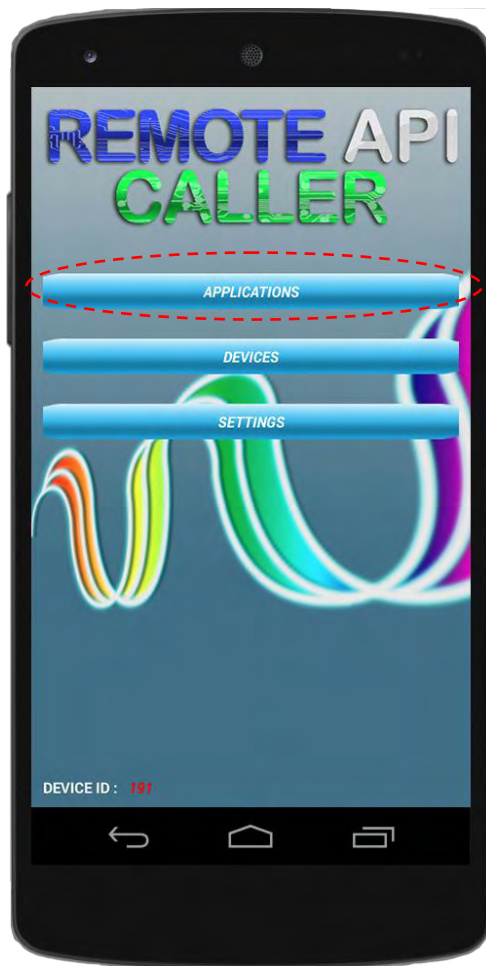 REMOTE API
CALLER
APPLICATIONS
DEVICES
SETTINGS
DEVICE ID : 191